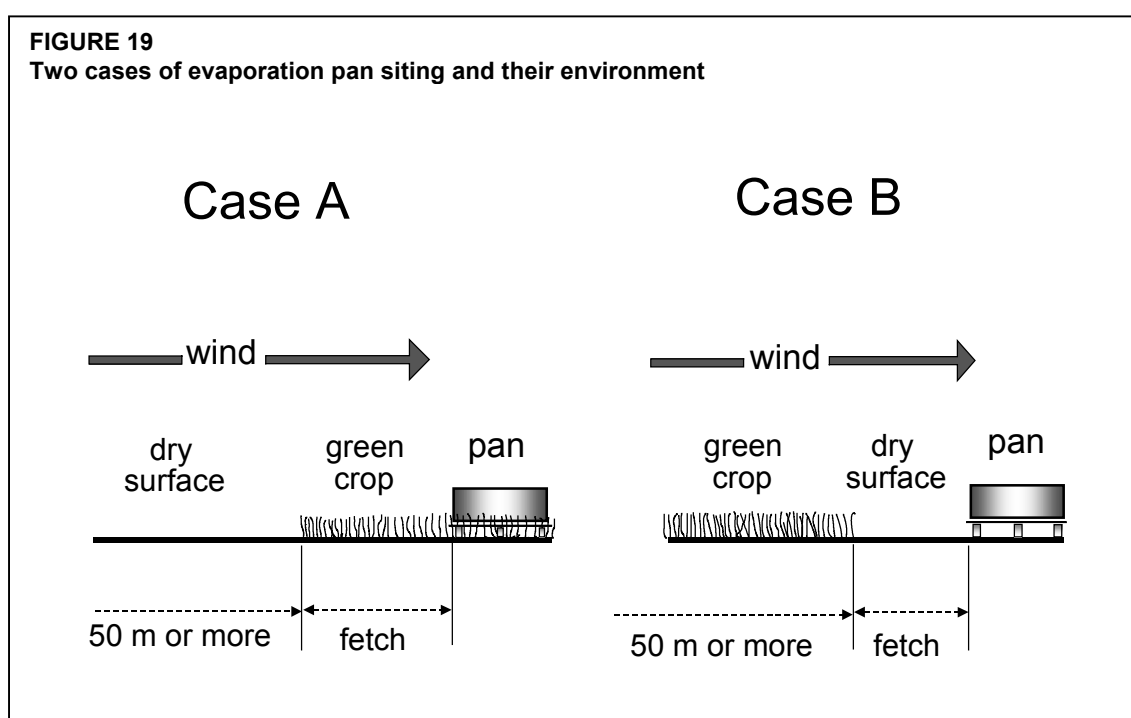 FIGURE 19
Two cases of evaporation pan siting and their environment
Case A
wind
dry
surface
green
crop
pan
50 m or more
fetch
Case B
wind
green
crop
dry
surface
pan
50 m or more
fetch